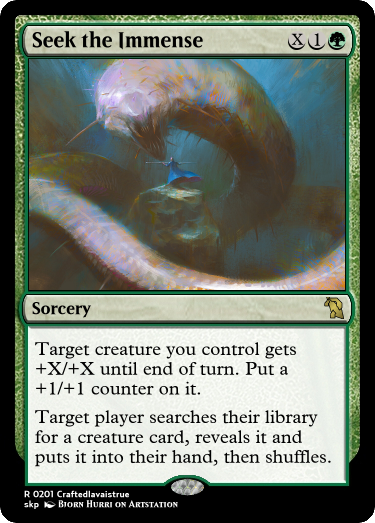 Seek the Immense X1
Sorcery
Target creature you control gets
+X/+X until end of turn. Put a
+1/+1 counter on it.
Target player searches their library
for a creature card, reveals it and
puts it into their hand, then shuffles.
R 0201 Craftedlavaistrue
skp Bjorn Hurri on Artstation